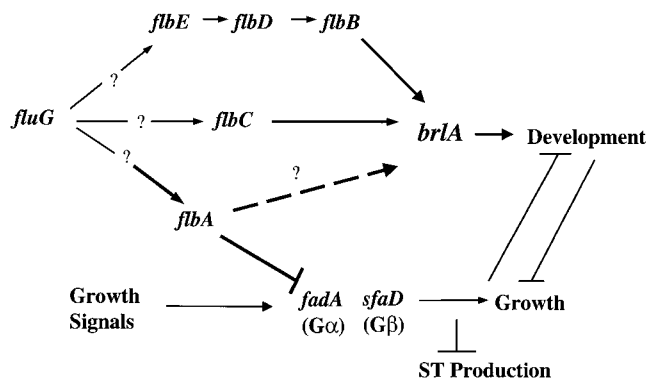 flbE flbD flbB
?
fluG ? flbC brlA Development
?
?
flbA
Growth
Signals
fadA sfaD Growth
(Gα) (Gβ)
ST Production